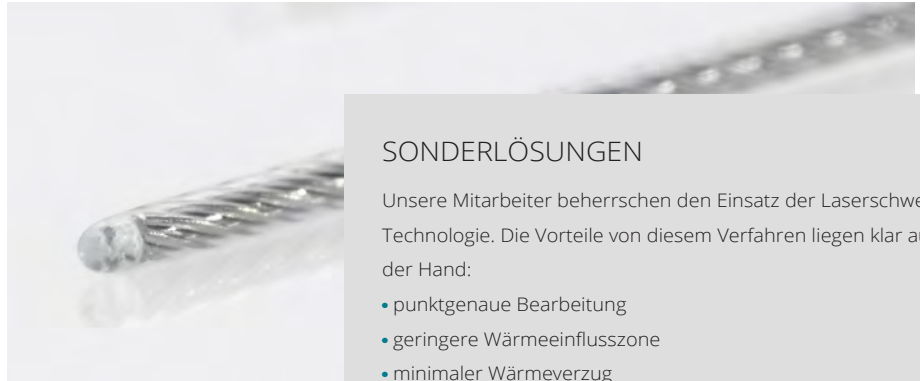 SONDERLÖSUNGEN
Unsere Mitarbeiter beherrschen den Einsatz der
Technologie. Die Vorteile von diesem Verfahren liegen klar
der Hand:
• punktgenaue Bearbeitung
• geringere Wärmeeinflusszone
• minimaler Wärmeverzug